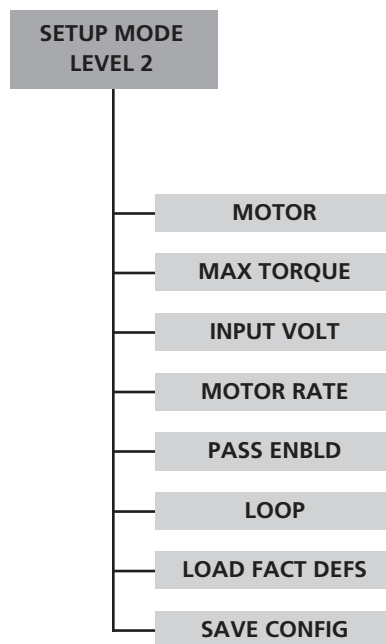 SETUP MODE
LEVEL 2
MOTOR
MAX TORQUE
INPUT VOLT
MOTOR RATE
PASS ENBLD
LOOP
LOAD FACT DEFS
SAVE CONFIG